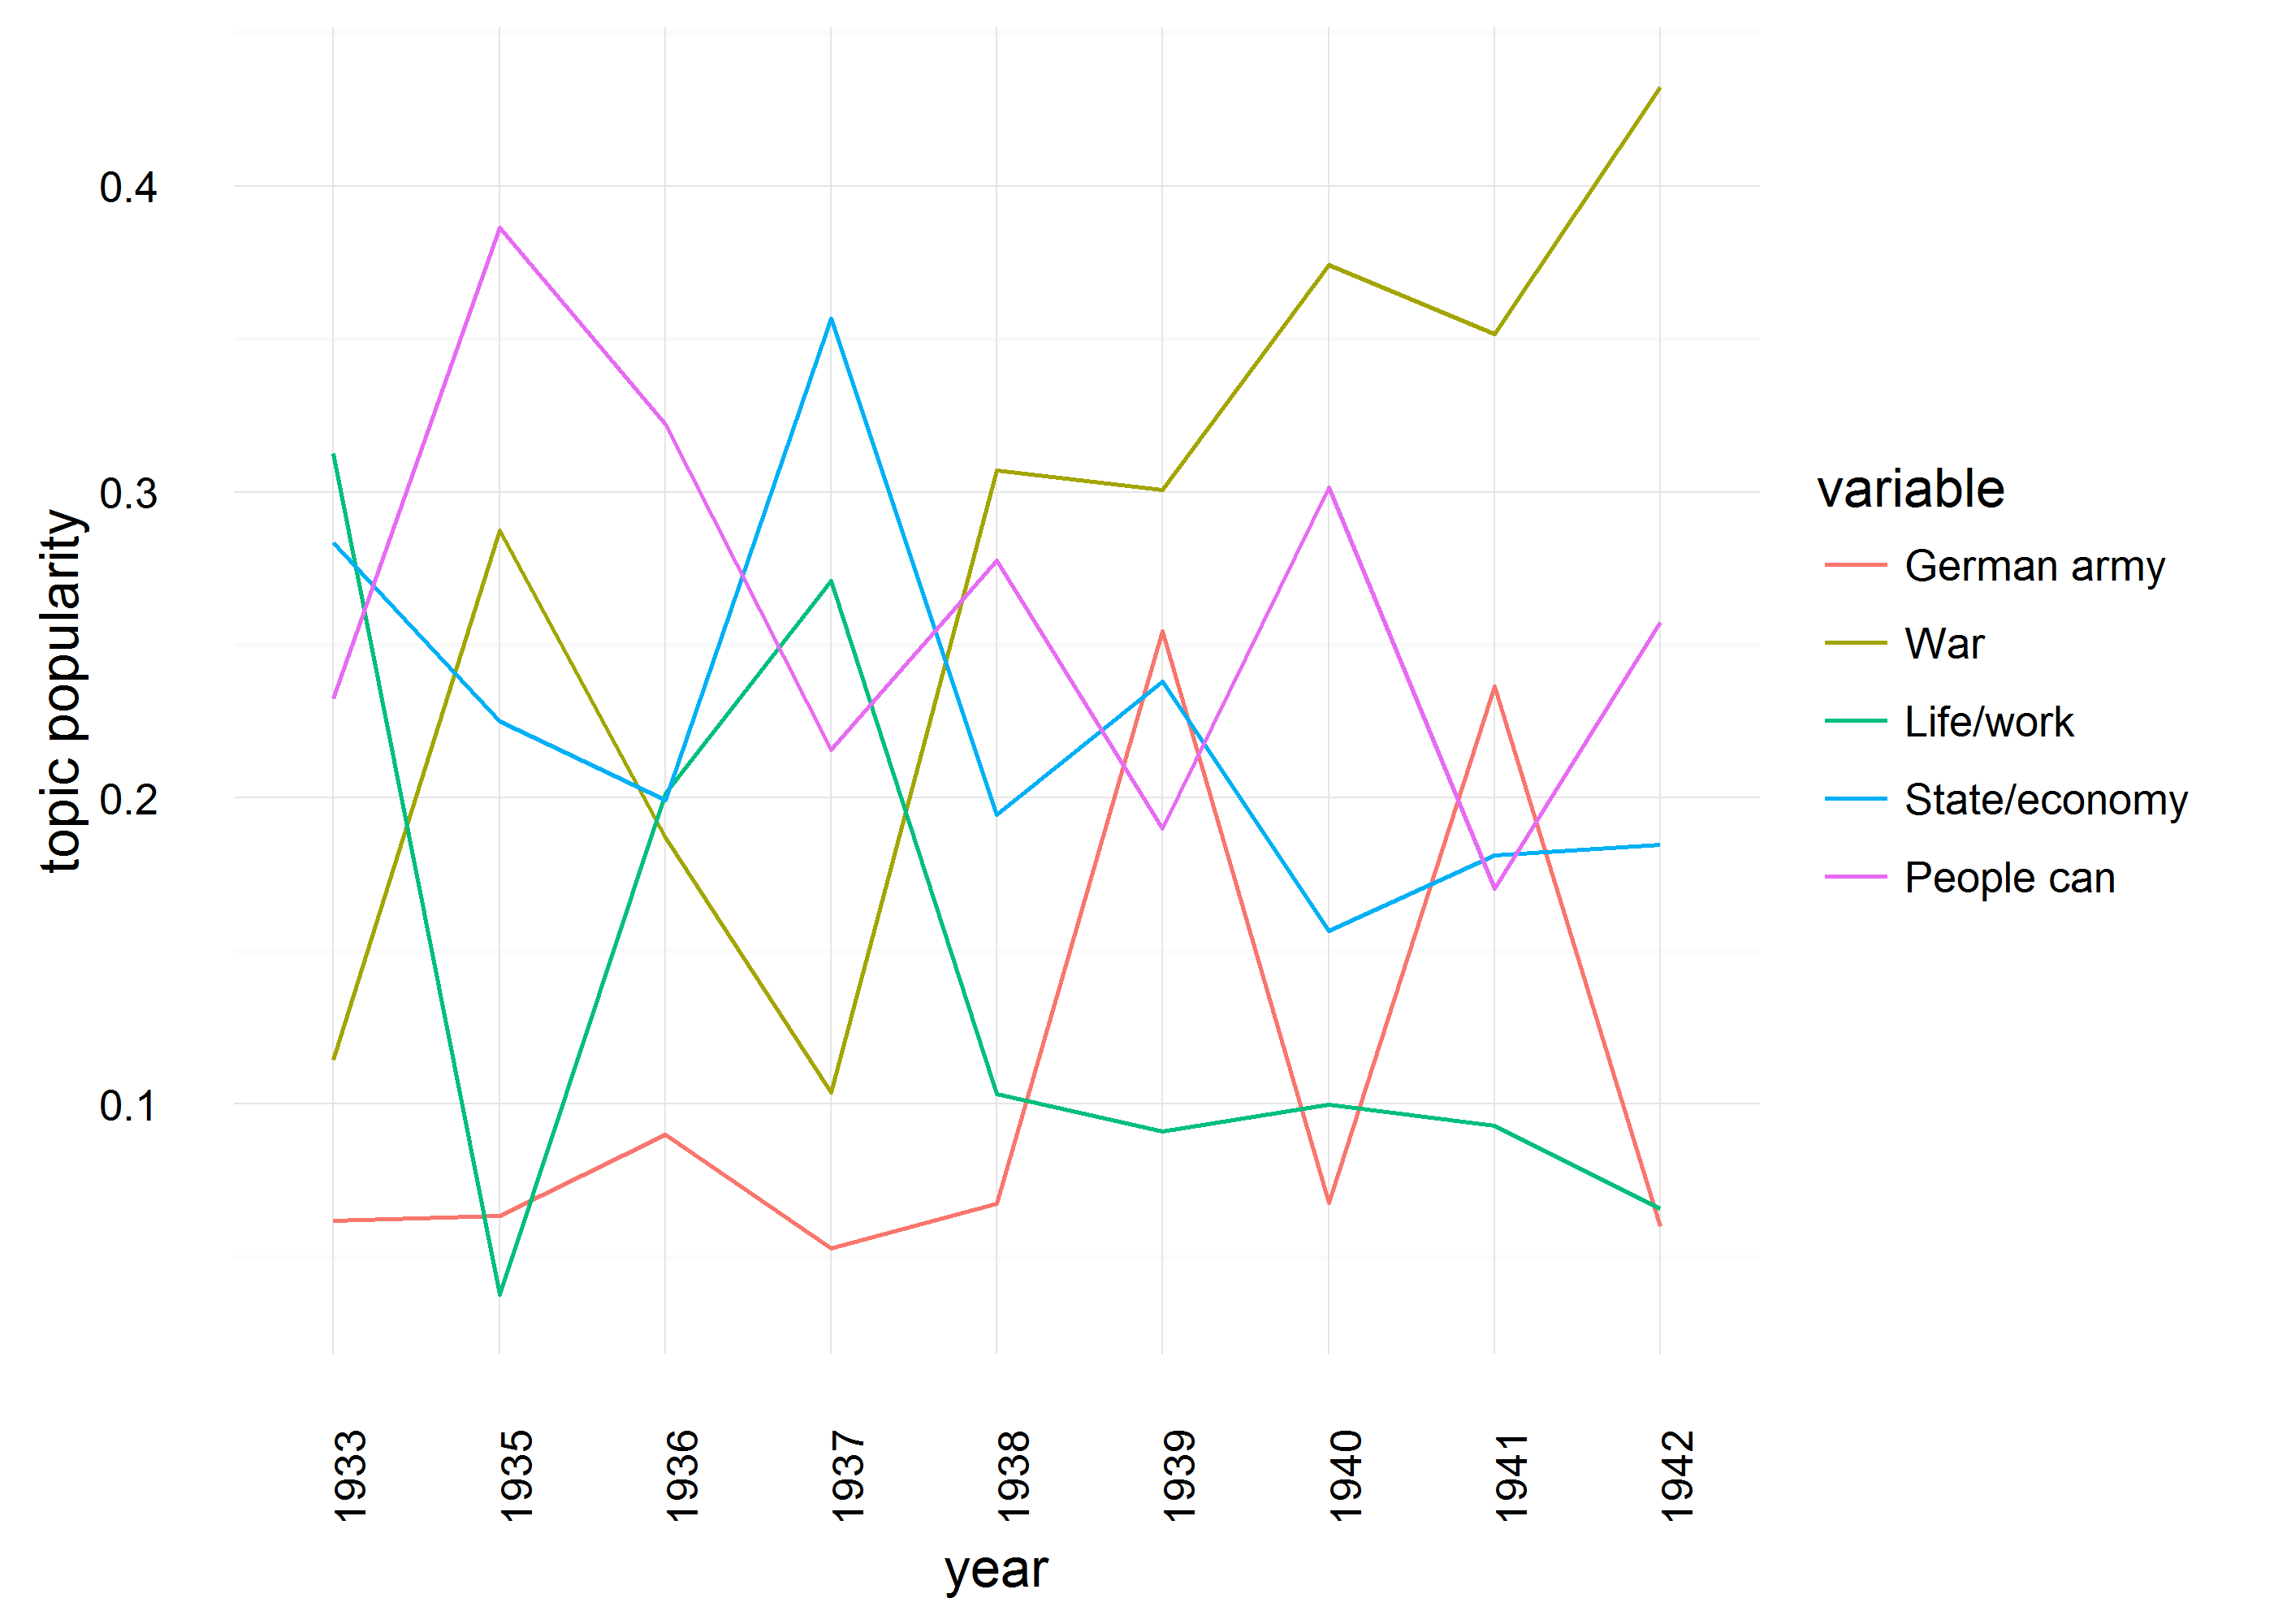 topic popularity
0.4
0.3
0.2
0.1
1933
1935
1936
1937
1938
1939
1940
1941
1942
year
variable
German army
War
Life/work
State/economy
People can